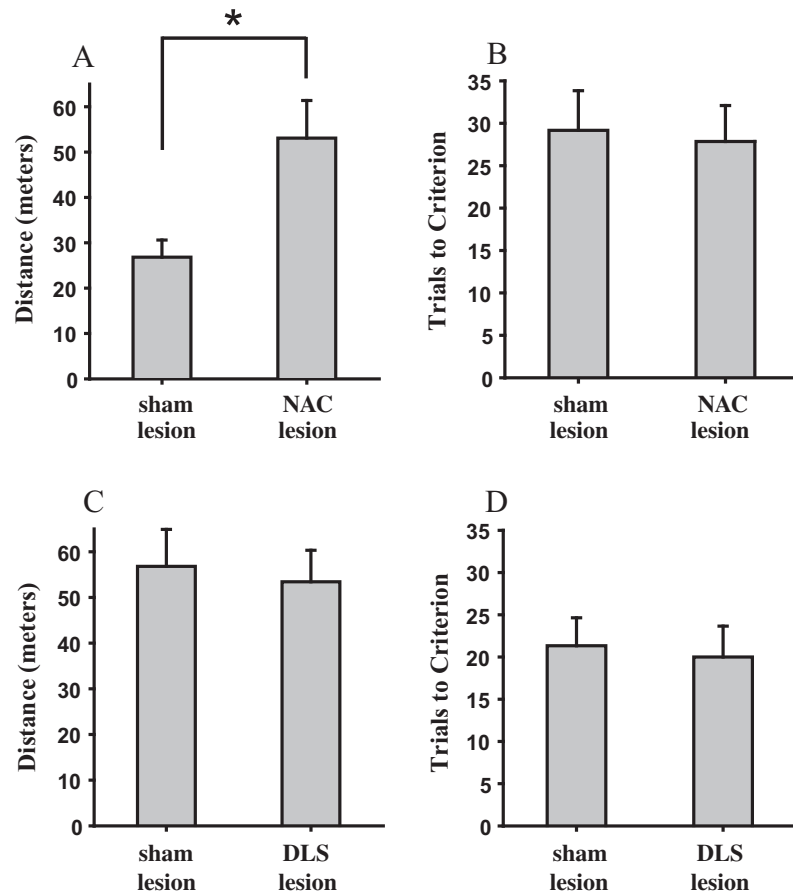 A
*
Distance (meters)
60
50
40
30
20
10
0
sham
lesion
NAC
lesion
B
Trials to Criterion
35
30
25
20
15
10
5
0
sham
lesion
NAC
lesion
C
Distance (meters)
60
50
40
30
20
10
0
sham
lesion
DLS
lesion
D
Trials to Criterion
35
30
25
20
15
10
5
0
sham
lesion
DLS
lesion